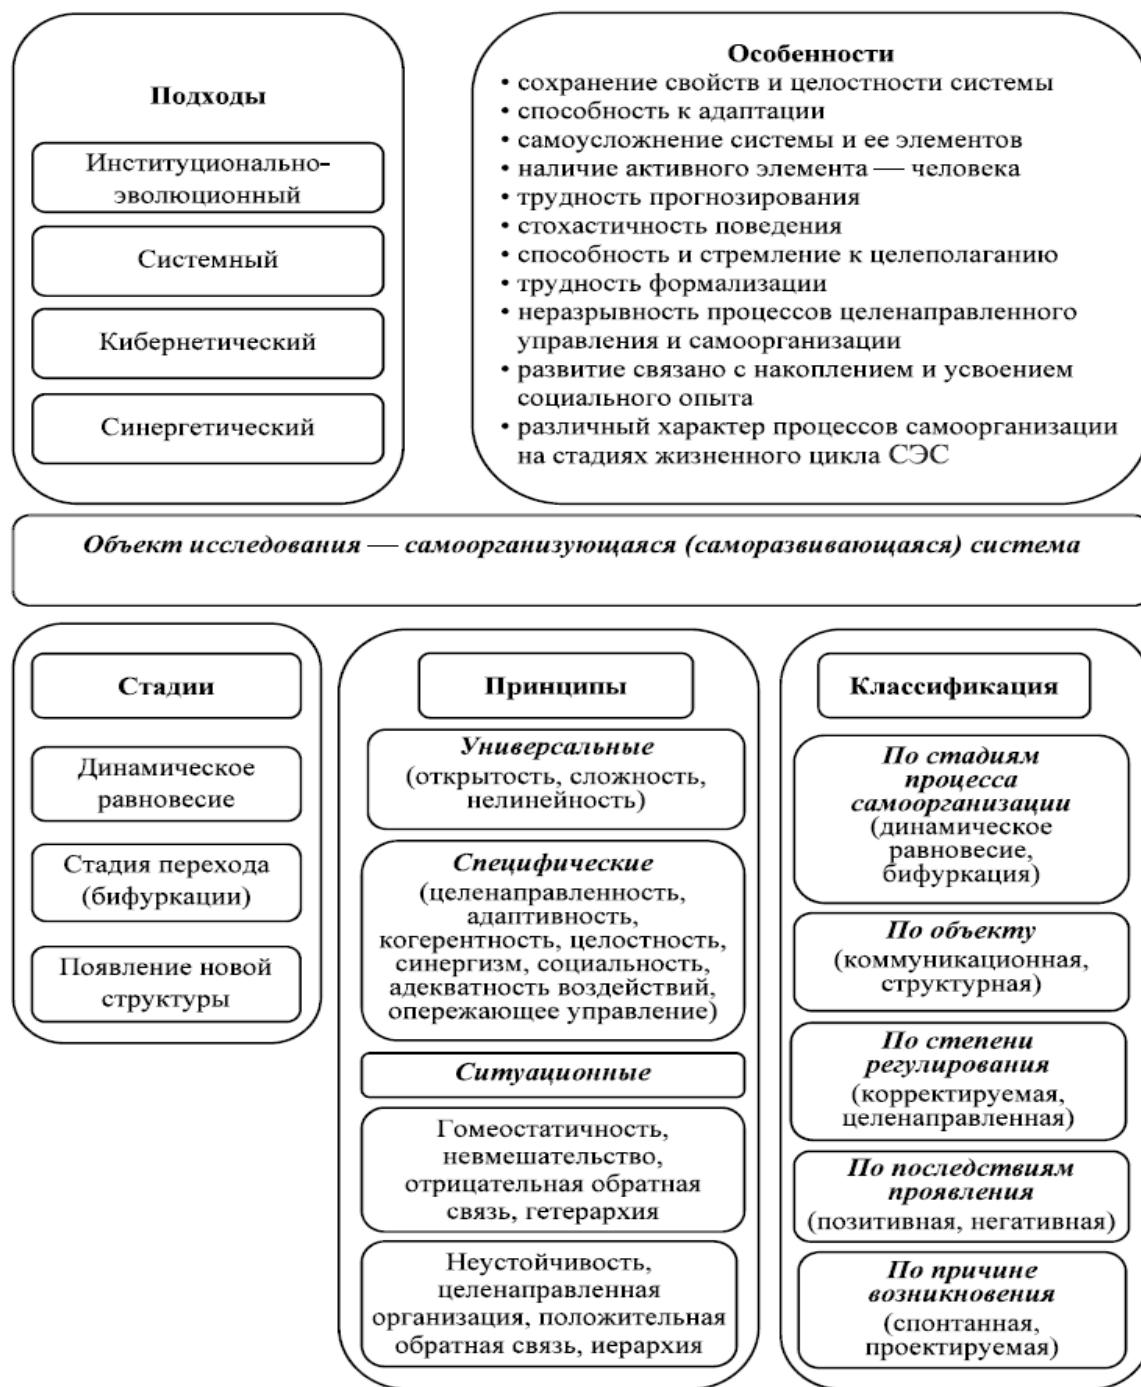 Подходы
Институционально-
эволюционный
Системный
Кибернетический
Синергетический
Особенности
• сохранение свойств и целостности системы
• способность к адаптации
• самоусложнение системы и ее элементов
• наличие активного элемента — человека
• трудность прогнозирования
• стохастичность поведения
• способность и стремление к целеполаганию
• трудность формализации
• неразрывность процессов целенаправленного
управления и самоорганизации
• развитие связано с накоплением и усвоением
социального опыта
• различный характер процессов самоорганизации
на стадиях жизненного цикла СЭС
Объект исследования — самоорганизующаяся (саморазвивающаяся) система
Стадии
Динамическое
равновесие
Стадия перехода
(бифуркации)
Появление новой
структуры
Принципы
Универсальные
(открытость, сложность,
нелинейность)
Специфические
(целенаправленность,
адаптивность,
когерентность, целостность,
синергизм, социальность,
адекватность воздействий,
опережающее управление)
Ситуационные
Гомеостатичность,
невмешательство,
отрицательная обратная
связь, гетерархия
Неустойчивость,
целенаправленная
организация, положительная
обратная связь, иерархия
Классификация
По стадиям
процесса
самоорганизации
(динамическое
равновесие,
бифуркация)
По объекту
(коммуникационная,
структурная)
По степени
регулирования
(корректируемая,
целенаправленная)
По последствиям
проявления
(позитивная, негативная)
По причине
возникновения
(спонтанная,
проектируемая)